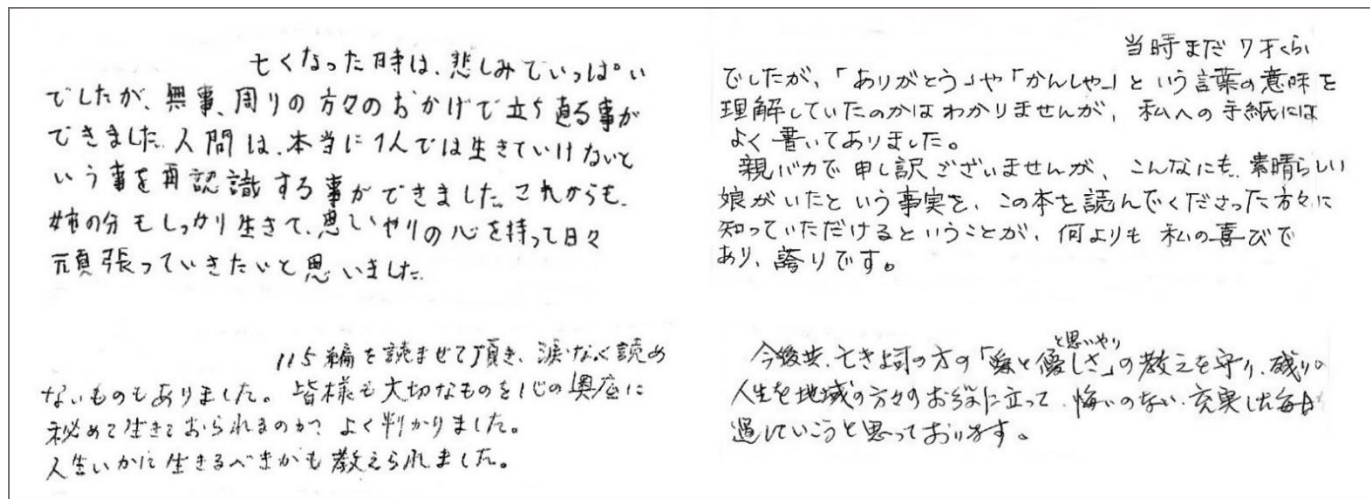 亡くなった時は、悲しみでいっぱい
でしたが、無事、周りの方々のおかげで立ち直る事が
できました。人間は、本当に1人では生きていけないと
いう事を再認識する事ができました。これからも、
姉の分もしっかり生きて、思いやりの心を持って日々
頑張っていきたいと思いました。
当時まだ7才くらい
でしたが、「ありがとう」や「かんしゃ」という言葉の意味を
理解していたのかはわかりませんが、私への手紙には
よく書いてありました。
親バカで申し訳ございませんが、こんなにも、素晴らしい
娘がいたという事実を、この本を読んでくださった方々に
知っていただけるということが、何よりも私の喜びで
あり、誇りです。
115編を読ませて頂き、涙なく読め
ないものもありました。皆様も大切なものを心の奥底に
秘めて生きておられるのが、よく判かりました。
人生いかに生きるべきかも教えられました。
今後共、亡き母の方の「愛と優しさと思いやり」の教えを守り、残りの
人生を地域の方々のお役に立って、悔いのない、充実した毎日
過していこうと思っております。